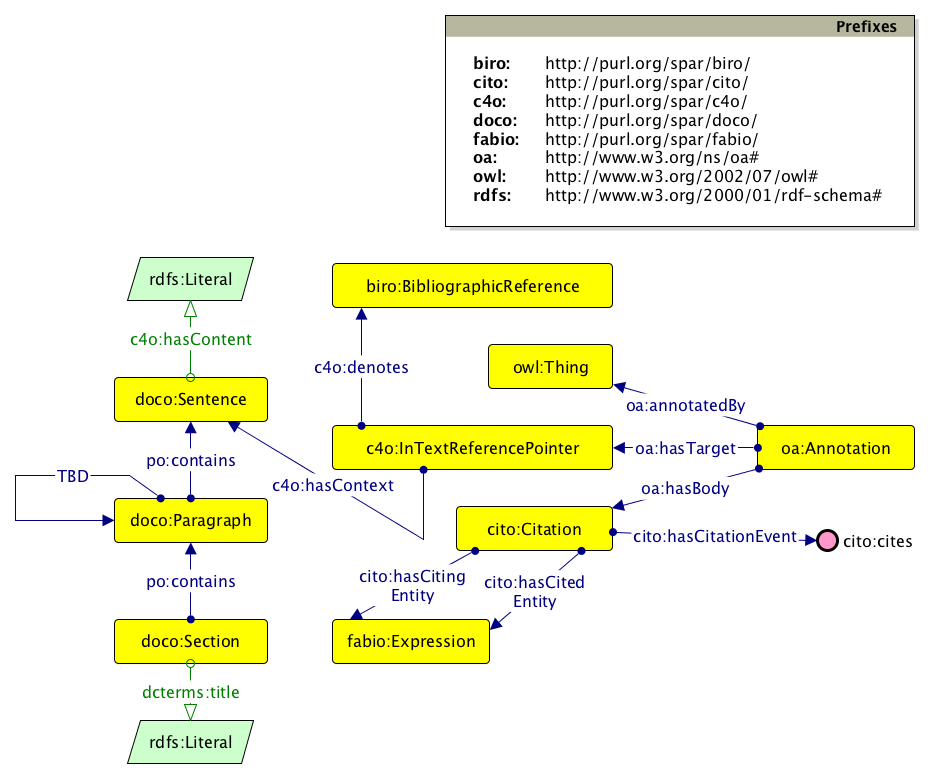 Prefixes
biro: http://purl.org/spar/biro/
cito: http://purl.org/spar/cito/
c4o: http://purl.org/spar/c4o/
doco: http://purl.org/spar/doco/
fabio: http://purl.org/spar/fabio/
oa: http://www.w3.org/ns/oa#
owl: http://www.w3.org/2002/07/owl#
rdfs: http://www.w3.org/2000/01/rdf-schema#
rdfs:Literal
c4o:hasContent
doco:Sentence
po:contains
TBD
doco:Paragraph
po:contains
doco:Section
dcterms:title
rdfs:Literal
biro:BibliographicReference
c4o:denotes
owl:Thing
oa:annotatedBy
c4o:InTextReferencePointer
oa:hasTarget
oa:Annotation
c4o:hasContext
oa:hasBody
cito:Citation
cito:hasCitationEvent
cito:cites
cito:hasCiting
Entity
cito:hasCited
Entity
fabio:Expression